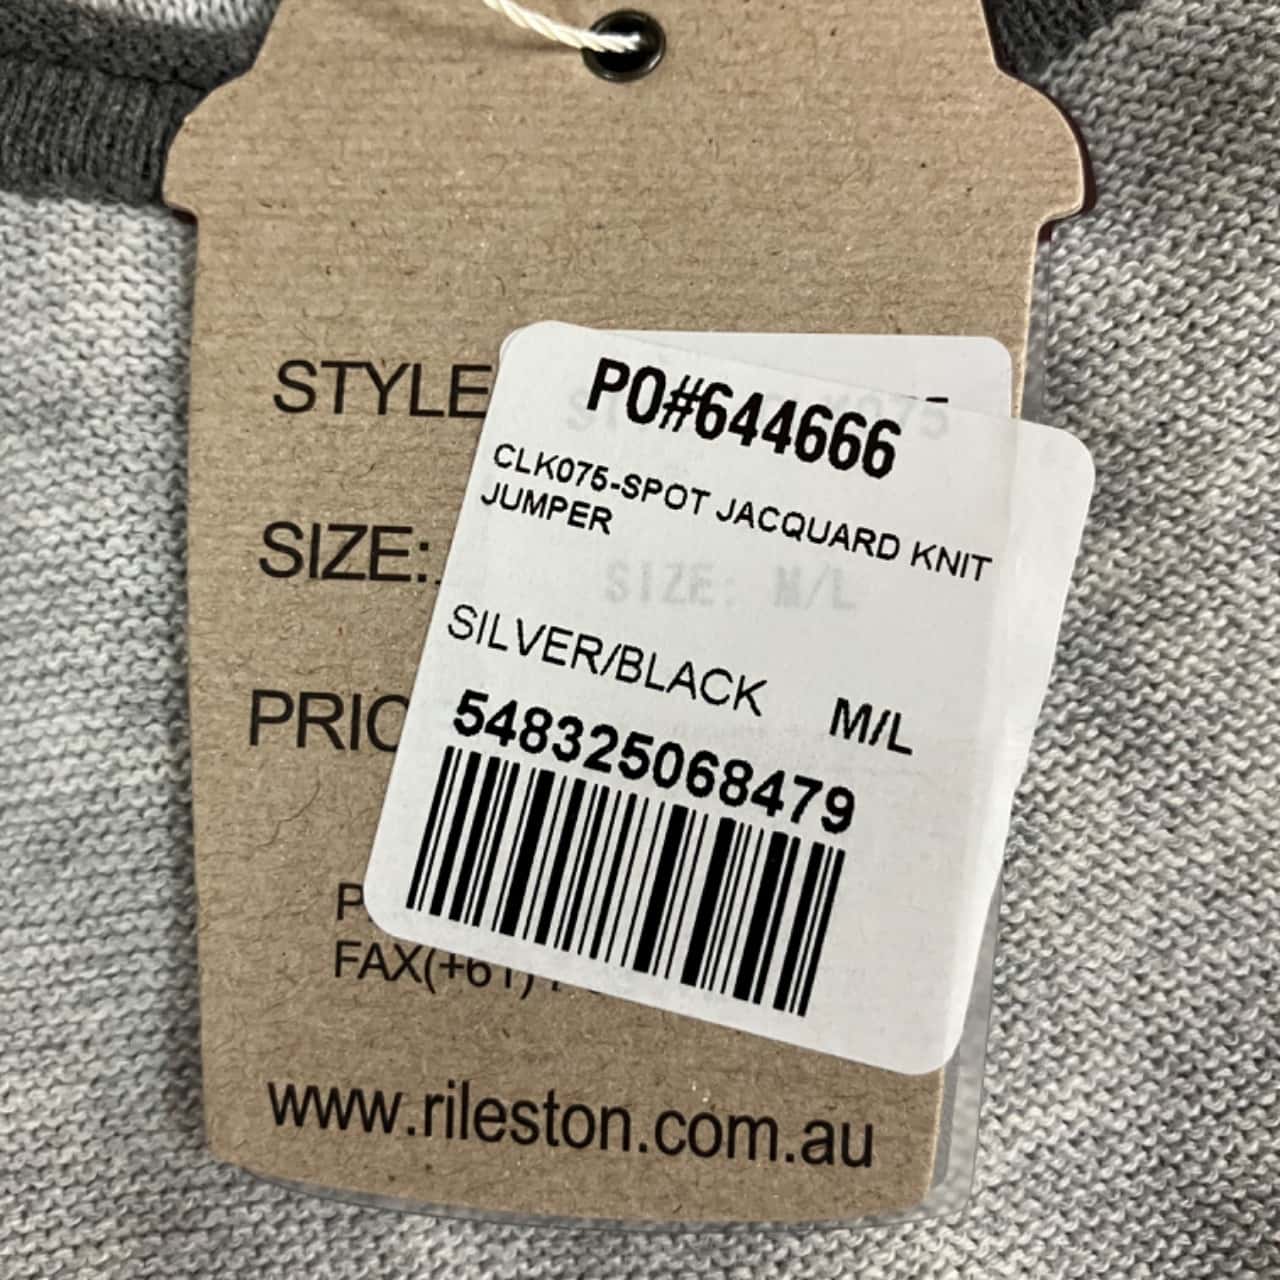 STYLE
PO#644666
CLK075-SPOT JACQUARD KNIT
JUMPER
SIZE:
SIZE: M/L
SILVER/BLACK M/L
PRIC
548325068479
P
FAX(+61)
www.rileston.com.au